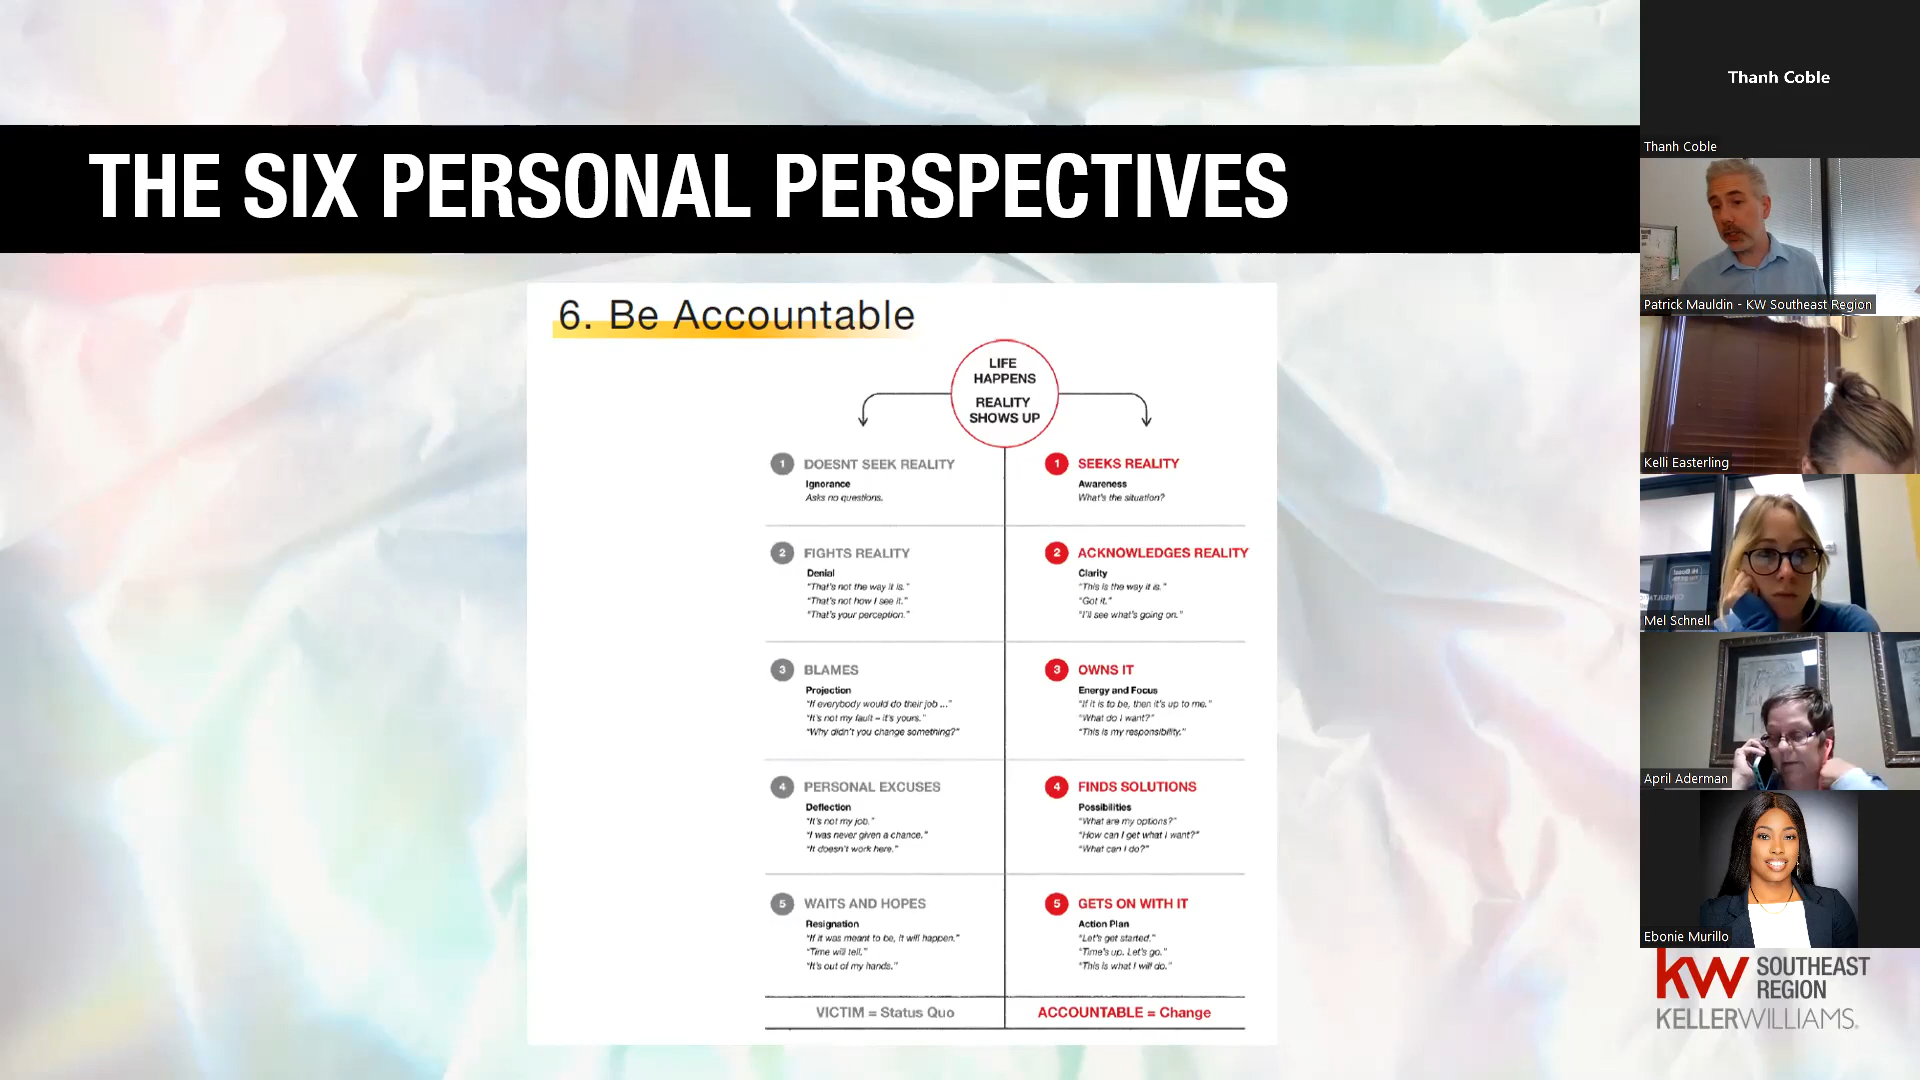 THE SIX PERSONAL PERSPECTIVES
6. Be Accountable
LIFE
HAPPENS
REALITY
SHOWS UP
1 DOESNT SEEK REALITY
Ignorance
Asks no questions.
1 SEEKS REALITY
Awareness
What's the situation?
2 FIGHTS REALITY
Denial
"That's not the way it is."
"That's not how I see it."
"That's your perception."
2 ACKNOWLEDGES REALITY
Clarity
"This is the way it is."
"Got it."
"I'll see what's going on."
3 BLAMES
Projection
"If everybody would do their job ..."
"It's not my fault – it's yours."
"Why didn't you change something?"
3 OWNS IT
Energy and Focus
"If it is to be, then it's up to me."
"What do I want?"
"This is my responsibility."
4 PERSONAL EXCUSES
Deflection
"It's not my job."
"I was never given a chance."
"It doesn't work here."
4 FINDS SOLUTIONS
Possibilities
"What are my options?"
"How can I get what I want?"
"What can I do?"
5 WAITS AND HOPES
Resignation
"If it was meant to be, it will happen."
"Time will tell."
"It's out of my hands."
5 GETS ON WITH IT
Action Plan
"Let's get started."
"Time's up. Let's go."
"This is what I will do."
VICTIM = Status Quo
ACCOUNTABLE = Change
Thanh Coble
Thanh Coble
Patrick Mauldin - KW Southeast Region
Kelli Easterling
Mel Schnell
April Aderman
Ebonie Murillo
kw SOUTHEAST
REGION
KELLERWILLIAMS.